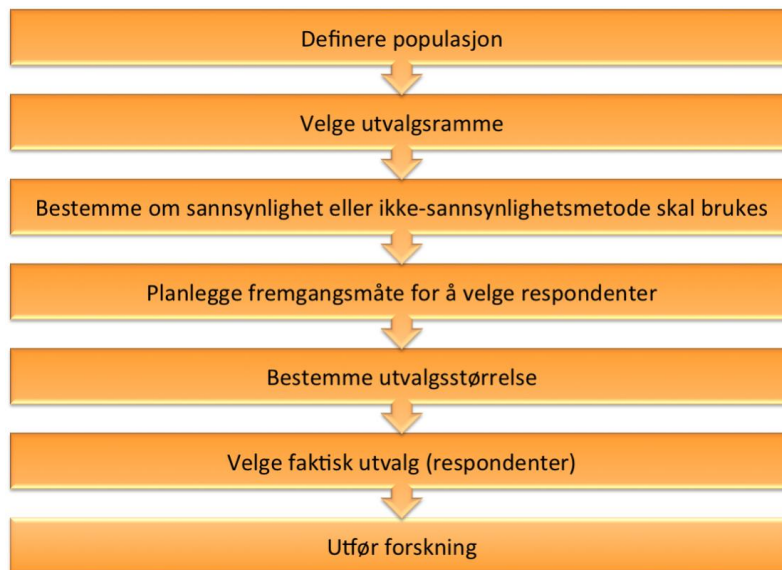 Definere populasjon
Velge utvalgsramme
Bestemme om sannsynlighet eller ikke-sannsynlighetsmetode skal brukes
Planlegge fremgangsmåte for å velge respondenter
Bestemme utvalgsstørrelse
Velge faktisk utvalg (respondenter)
Utfør forskning